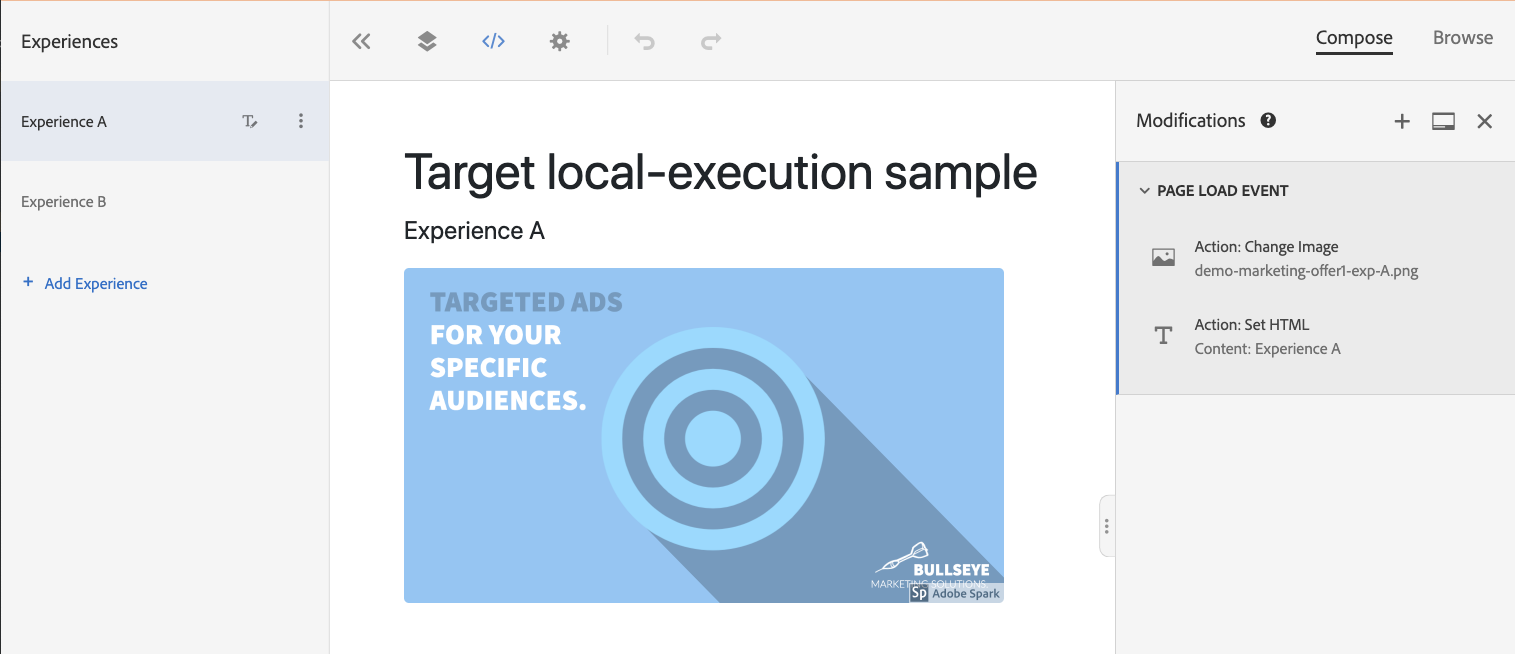 Experiences
Compose
Browse
Experience A
Experience B
+ Add Experience
Target local-execution sample
Experience A
TARGETED ADS
FOR YOUR
SPECIFIC
AUDIENCES.
BULLSEYE
MARKETING SOLUTIONS.
Sp Adobe Spark
Modifications
PAGE LOAD EVENT
Action: Change Image
demo-marketing-offer1-exp-A.png
Action: Set HTML
Content: Experience A